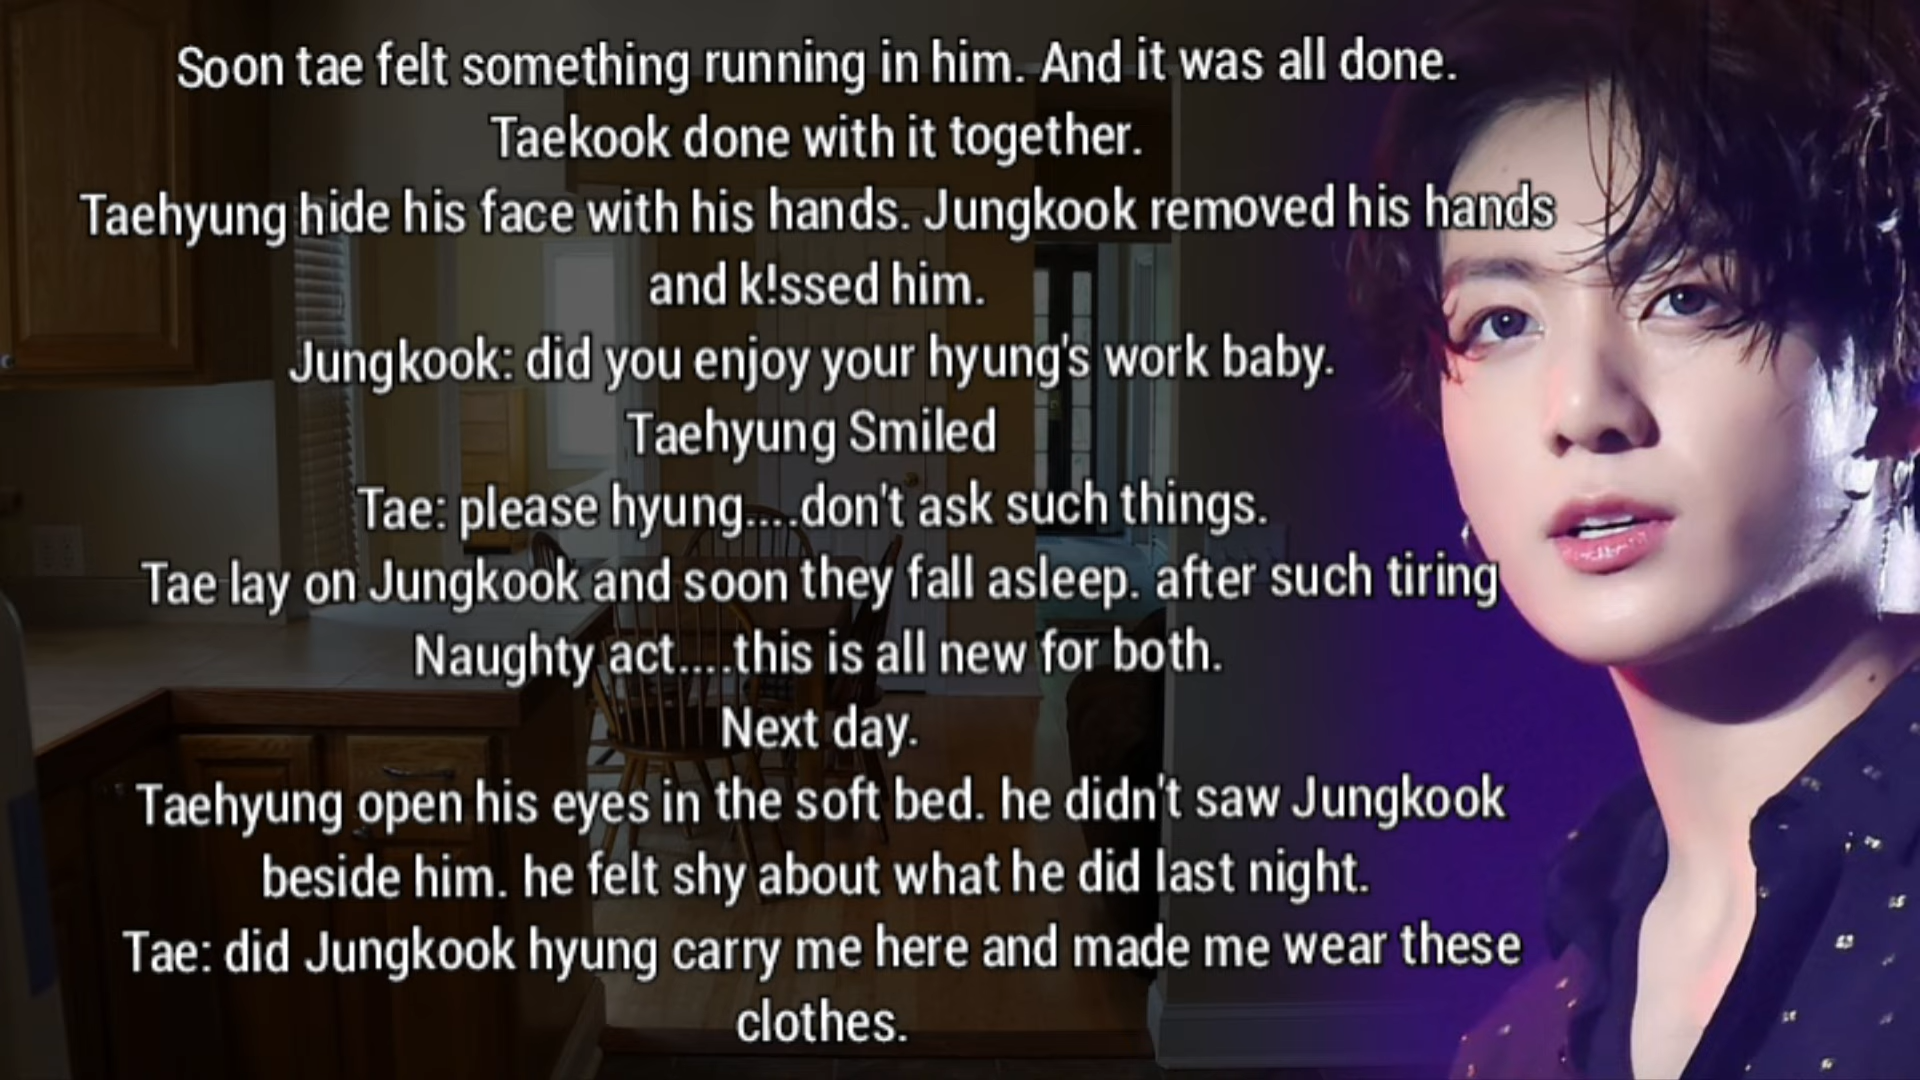 Soon tae felt something running in him. And it was all done.
Taekook done with it together.
Taehyung hide his face with his hands. Jungkook removed his hands
and k!ssed him.
Jungkook: did you enjoy your hyung's work baby.
Taehyung Smiled
Tae: please hyung....don't ask such things.
Tae lay on Jungkook and soon they fall asleep. after such tiring
Naughty act....this is all new for both.
Next day.
Taehyung open his eyes in the soft bed. he didn't saw Jungkook
beside him. he felt shy about what he did last night.
Tae: did Jungkook hyung carry me here and made me wear these
clothes.